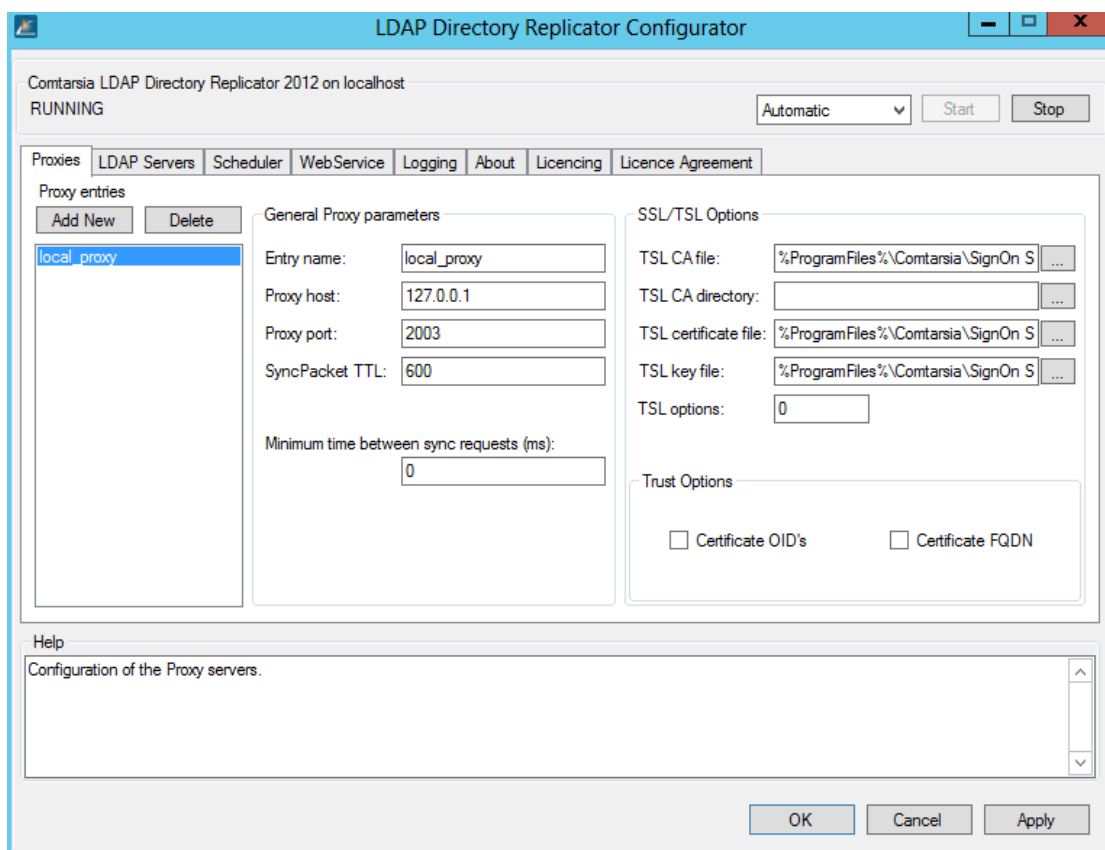 LDAP Directory Replicator Configurator
Comtarsia LDAP Directory Replicator 2012 on localhost
RUNNING
Automatic
Start
Stop
Proxies
LDAP Servers
Scheduler
WebService
Logging
About
Licencing
Licence Agreement
Proxy entries
Add New
Delete
local_proxy
General Proxy parameters
Entry name:
local_proxy
Proxy host:
127.0.0.1
Proxy port:
2003
SyncPacket TTL:
600
Minimum time between sync requests (ms):
0
SSL/TSL Options
TSL CA file:
%ProgramFiles%\Comtarsia\SignOn S
...
TSL CA directory:
...
TSL certificate file:
%ProgramFiles%\Comtarsia\SignOn S
...
TSL key file:
%ProgramFiles%\Comtarsia\SignOn S
...
TSL options:
0
Trust Options
Certificate OID's
Certificate FQDN
Help
Configuration of the Proxy servers.
OK
Cancel
Apply